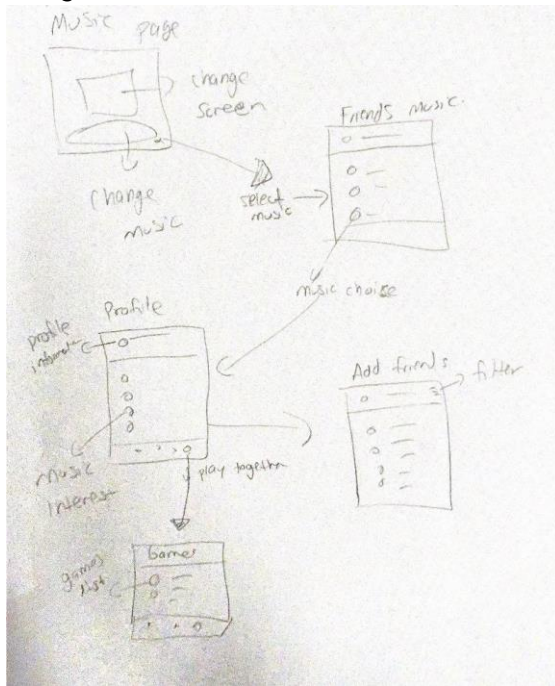 Music page
change
screen
Friends music.
change
music
select
music
music choise
Profile
profile
Add friends
filter
music
interest
play together
Games
games
list